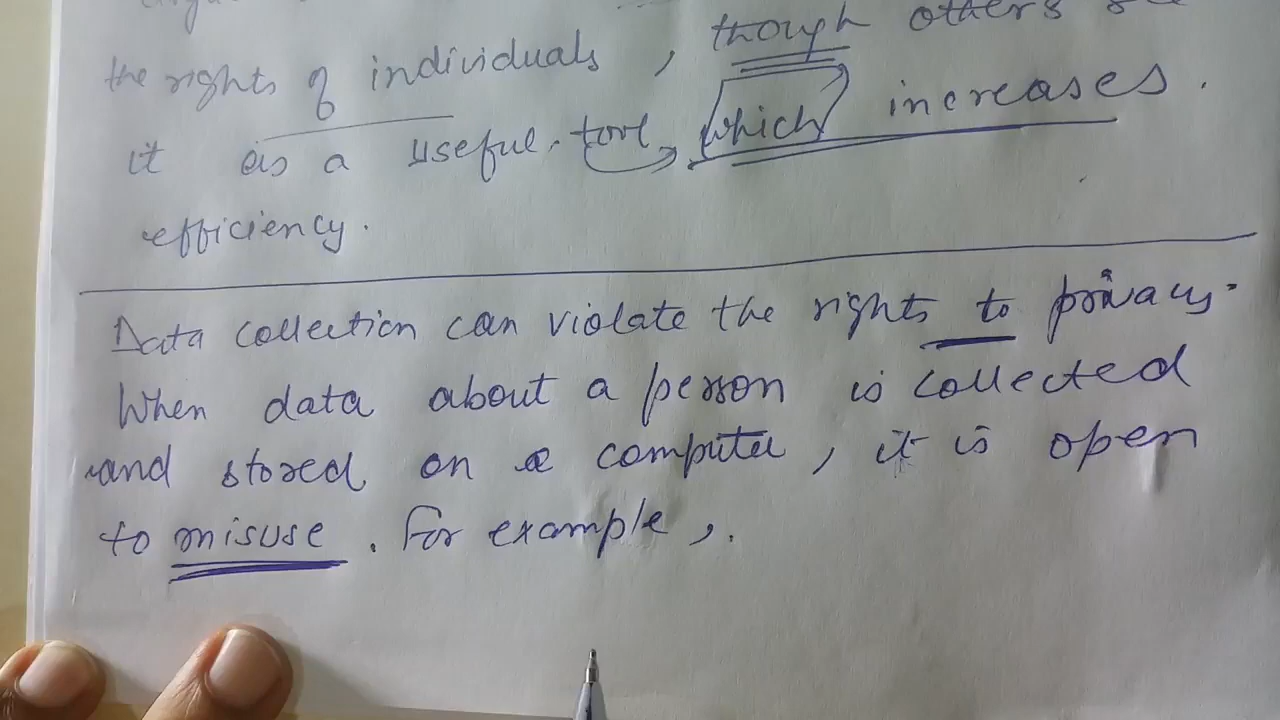 the rights of individuals, though others
it as a useful tool, which increases.
efficiency.
Data collection can violate the rights to privacy.
When data about a person is collected
and stored on a computer, it is open
to misuse. For example,.